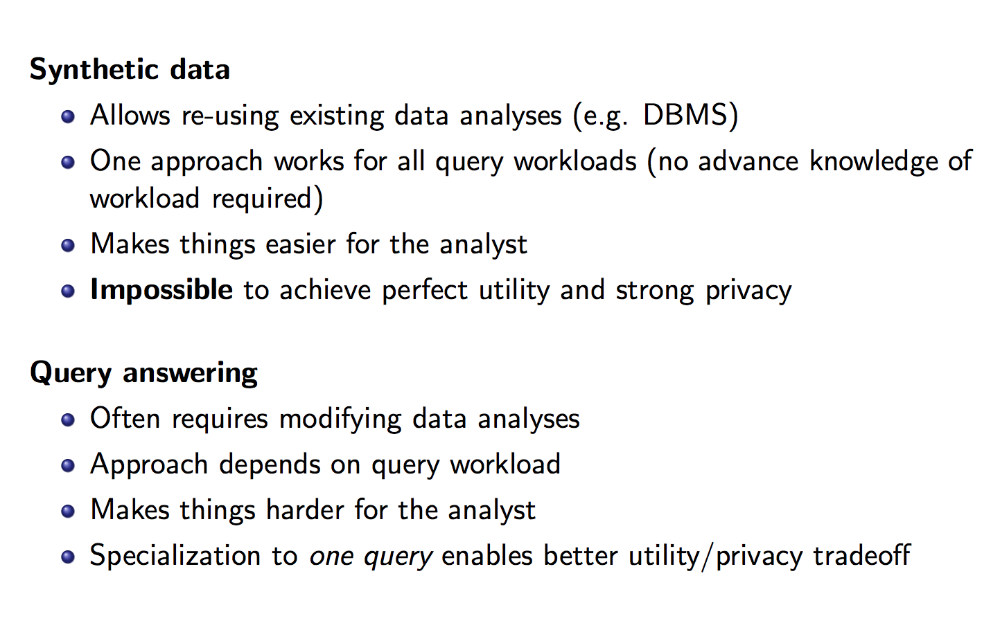 Synthetic data
Allows re-using existing data analyses (e.g. DBMS)
One approach works for all query workloads (no advance knowledge of
workload required)
Makes things easier for the analyst
Impossible to achieve perfect utility and strong privacy
Query answering
Often requires modifying data analyses
Approach depends on query workload
Makes things harder for the analyst
Specialization to one query enables better utility/privacy tradeoff